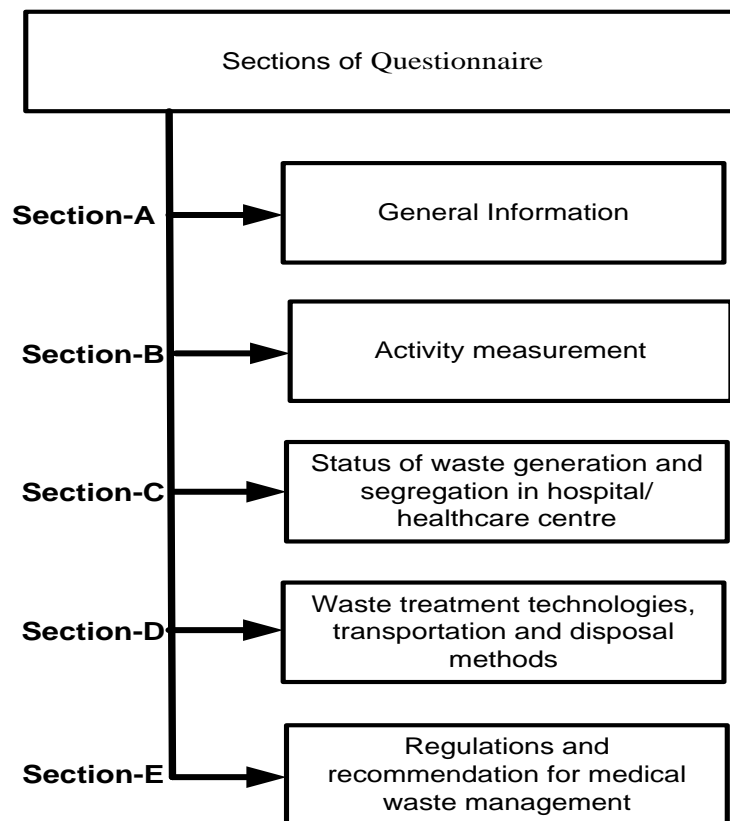 Sections of Questionnaire
Section-A
General Information
Section-B
Activity measurement
Section-C
Status of waste generation and
segregation in hospital/
healthcare centre
Section-D
Waste treatment technologies,
transportation and disposal
methods
Section-E
Regulations and
recommendation for medical
waste management